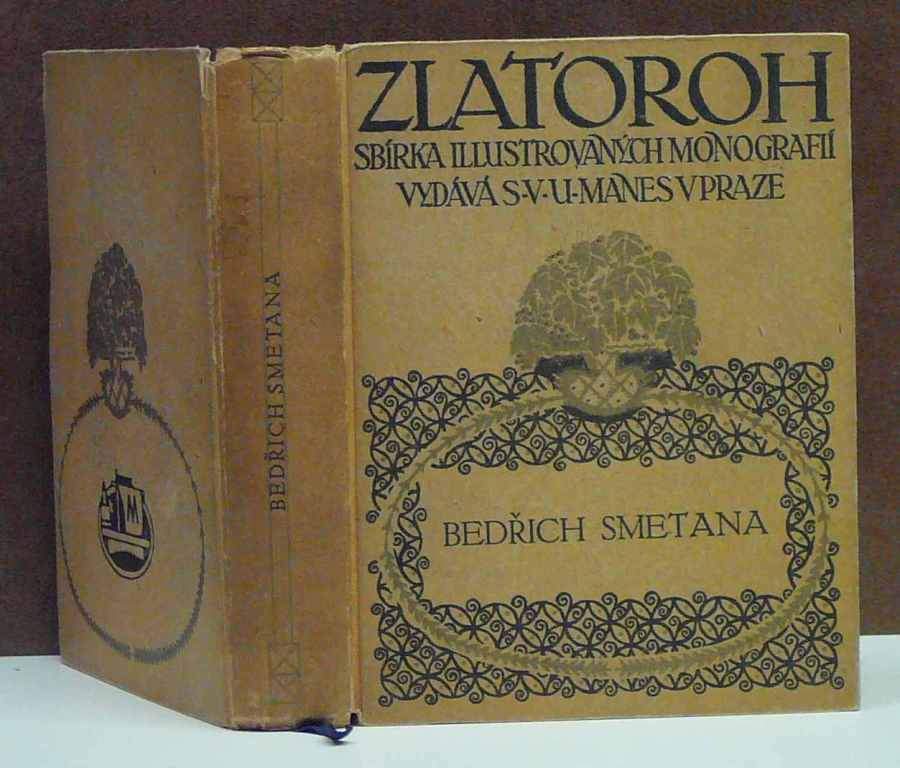 ZLATOROH
SBÍRKA ILLUSTROVANÝCH MONOGRAFIÍ
VYDÁVÁ S·V·U·MANES V PRAZE
BEDŘICH SMETANA
BEDŘICH SMETANA
M